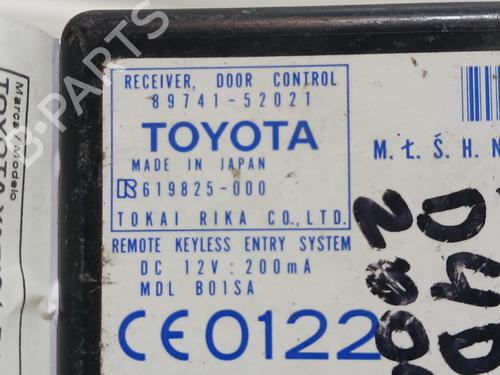 RECEIVER, DOOR CONTROL
89741-52021
TOYOTA
MADE IN JAPAN
R 619825-000
TOKAI RIKA CO., LTD.
REMOTE KEYLESS ENTRY SYSTEM
DC 12V : 200mA
MDL B01SA
CE0122
M. Ł. Ś. H. N
Marca / Modelo
B-PARTS